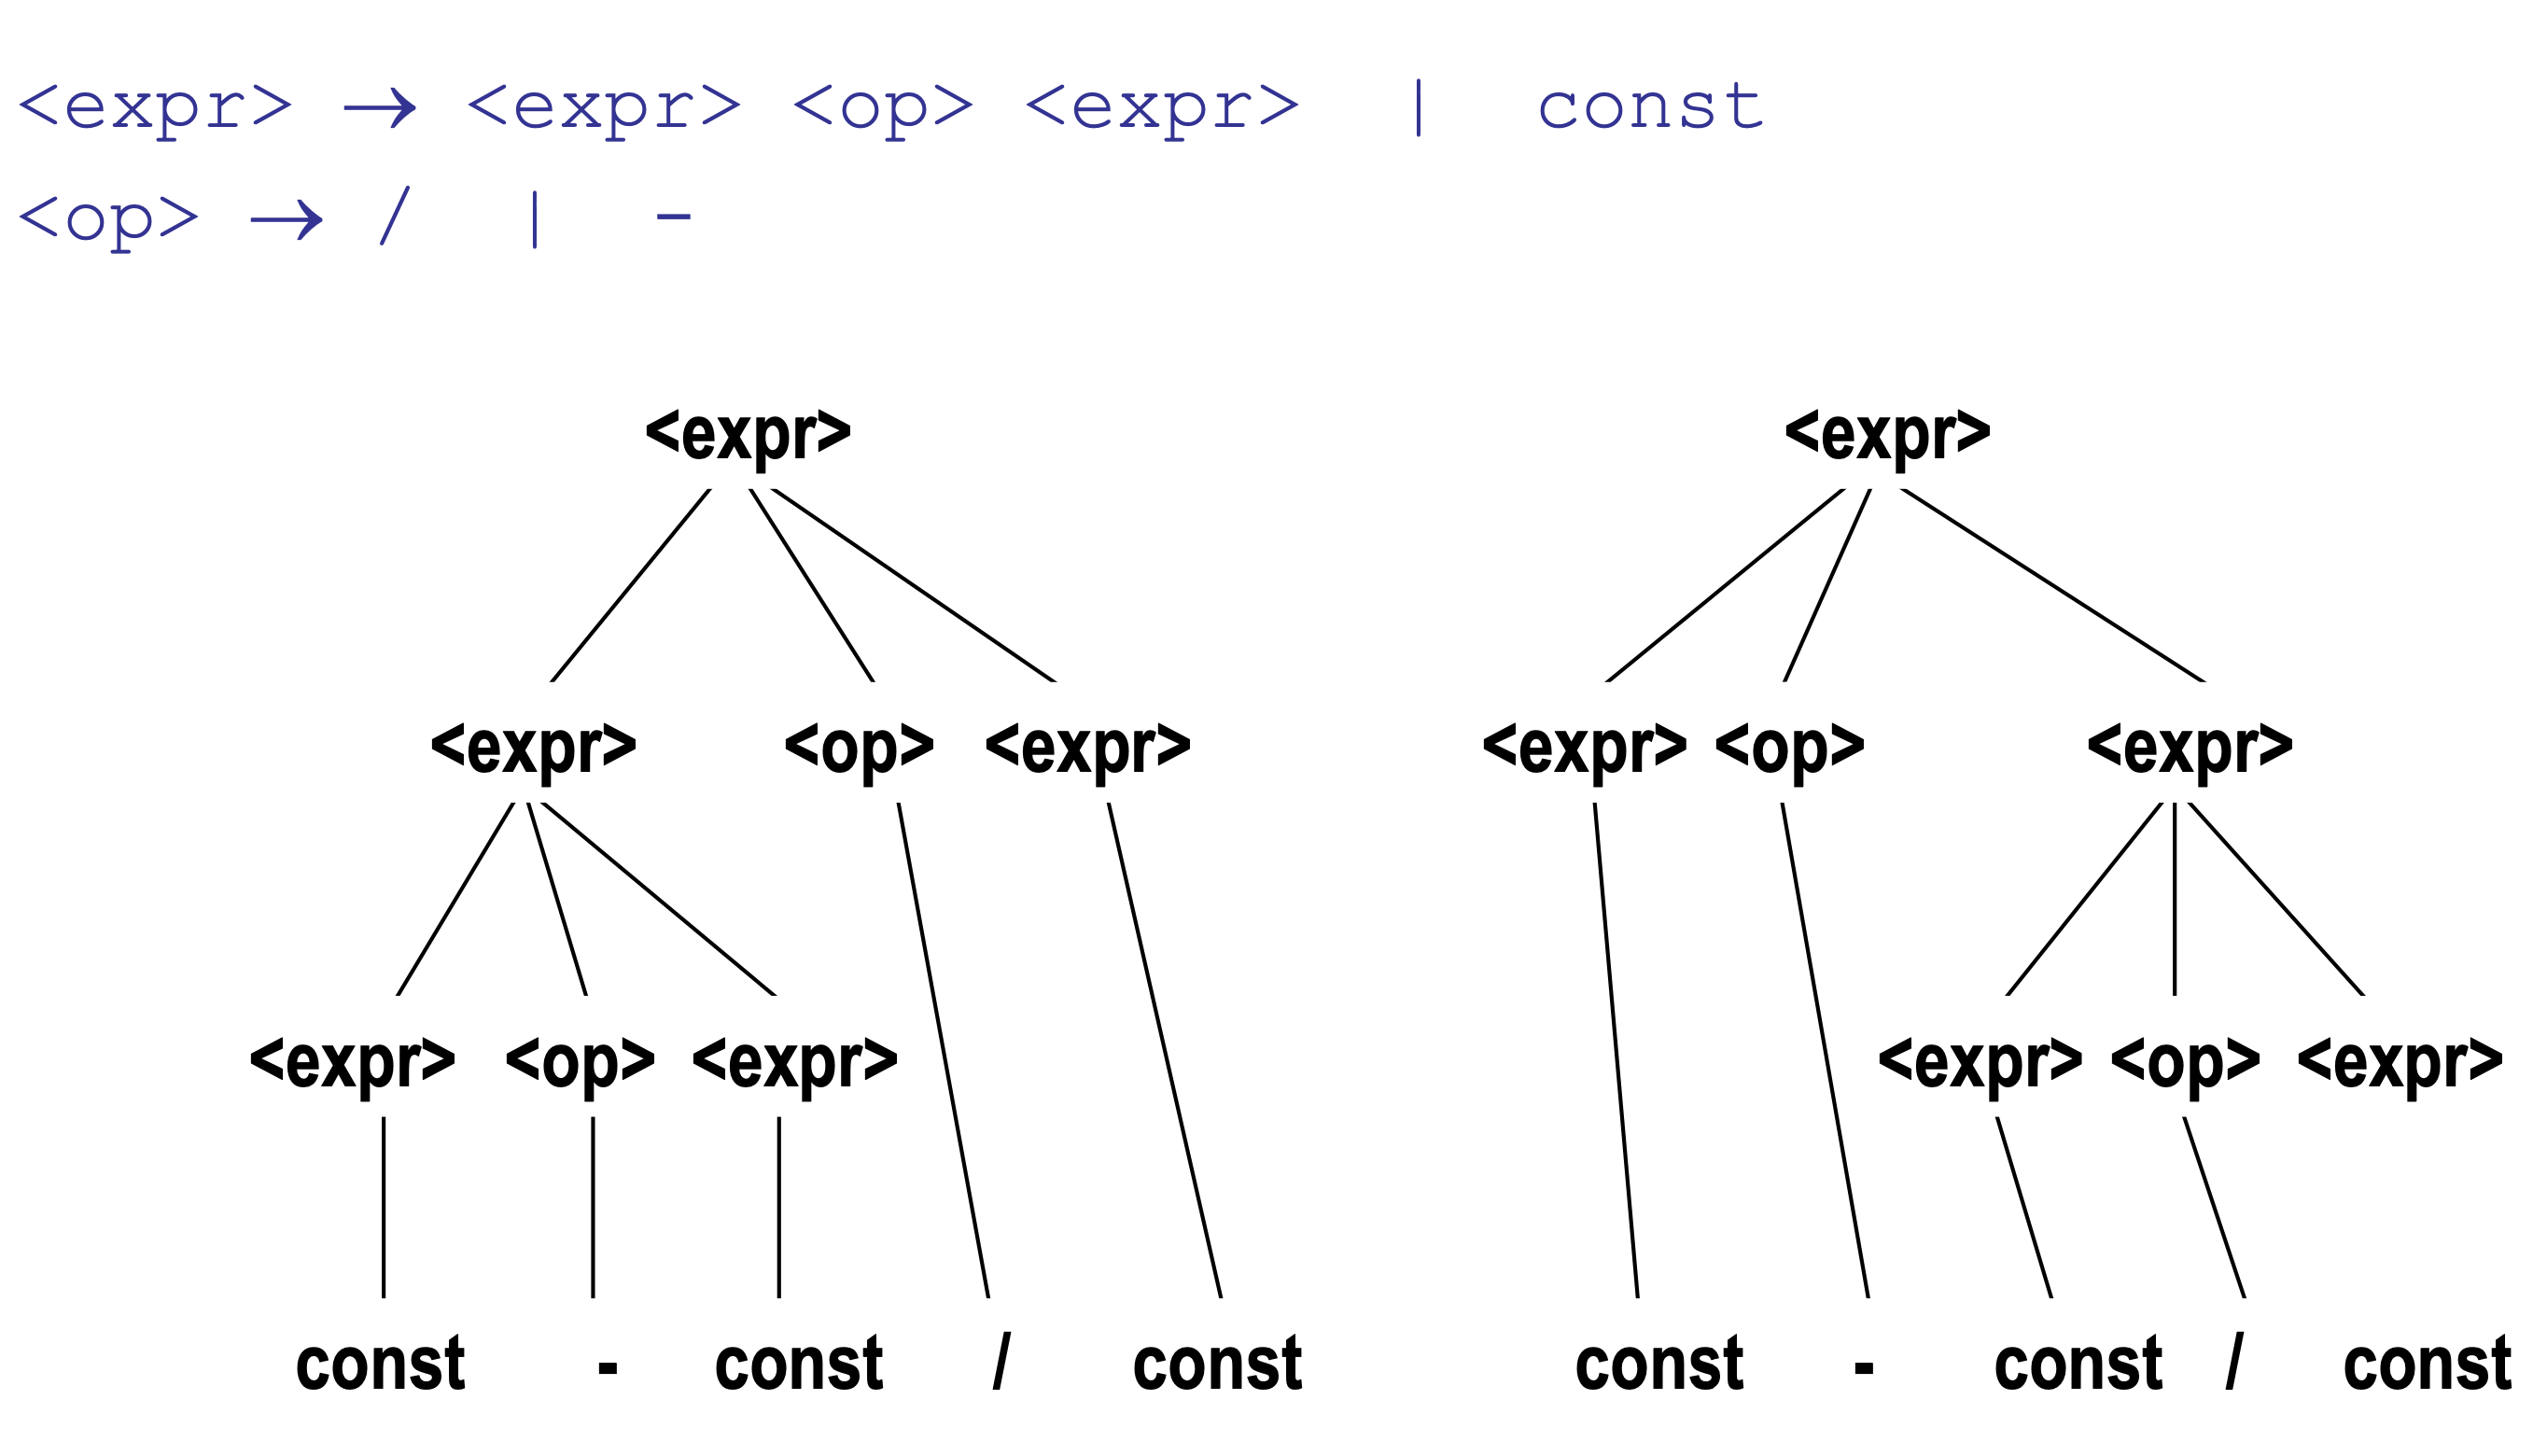 <expr> → <expr> <op> <expr> | const
<op> → / | -
<expr> <expr>
<expr> <op> <expr> <expr> <op> <expr>
<expr> <op> <expr> <expr> <op> <expr>
const - const / const const - const / const